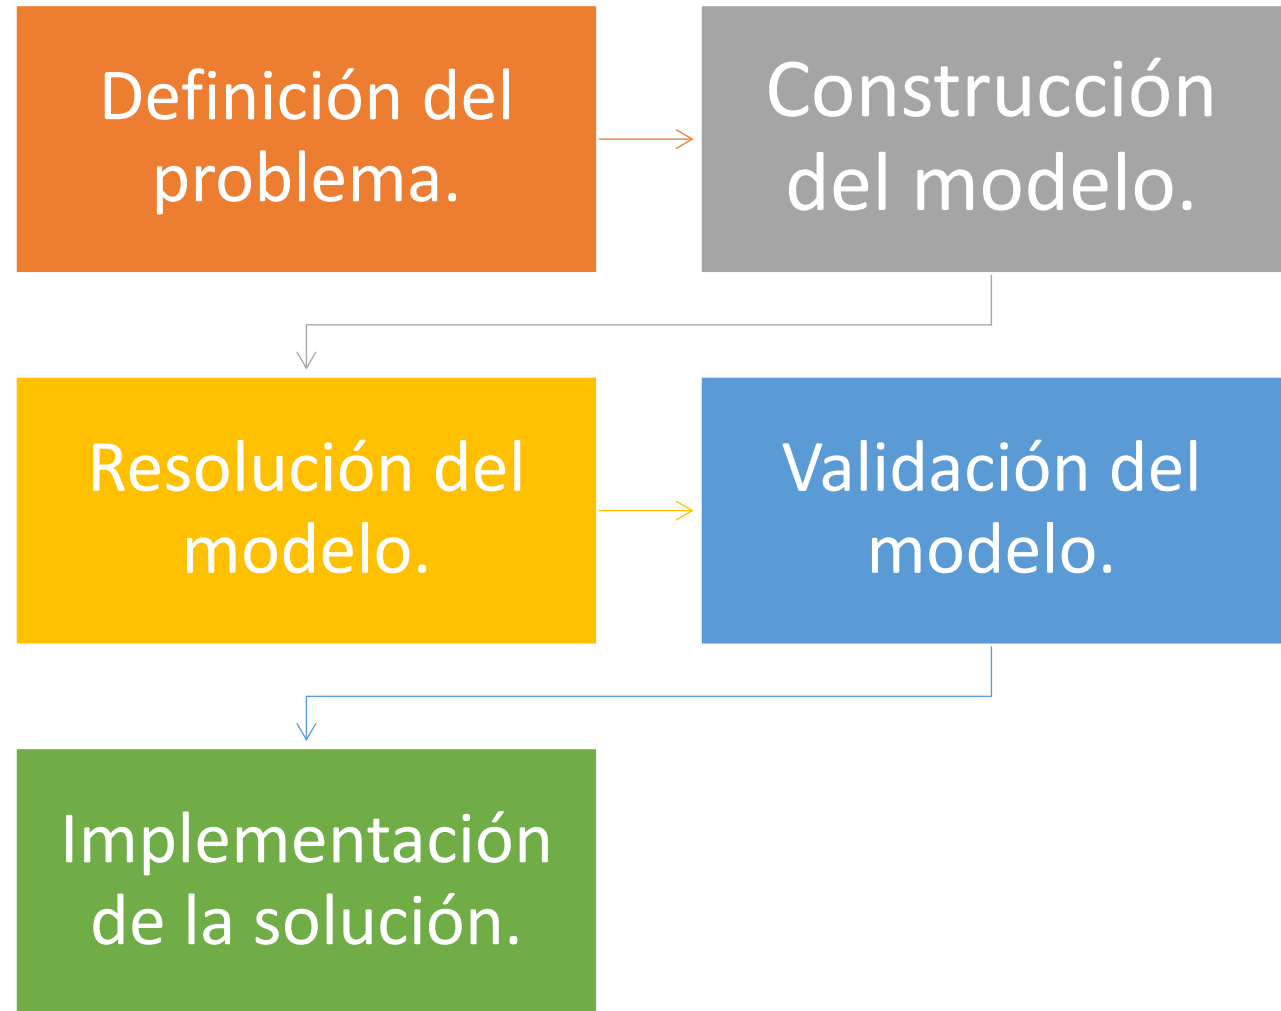 Definición del
problema.
Construcción
del modelo.
Resolución del
modelo.
Validación del
modelo.
Implementación
de la solución.